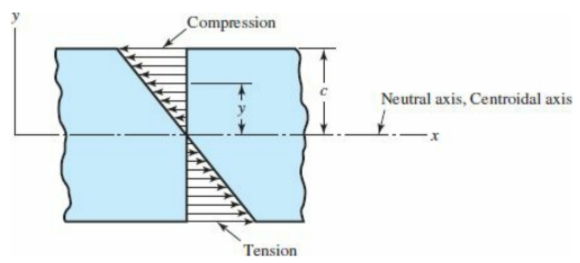 y
Compression
c
y
Neutral axis, Centroidal axis
x
Tension